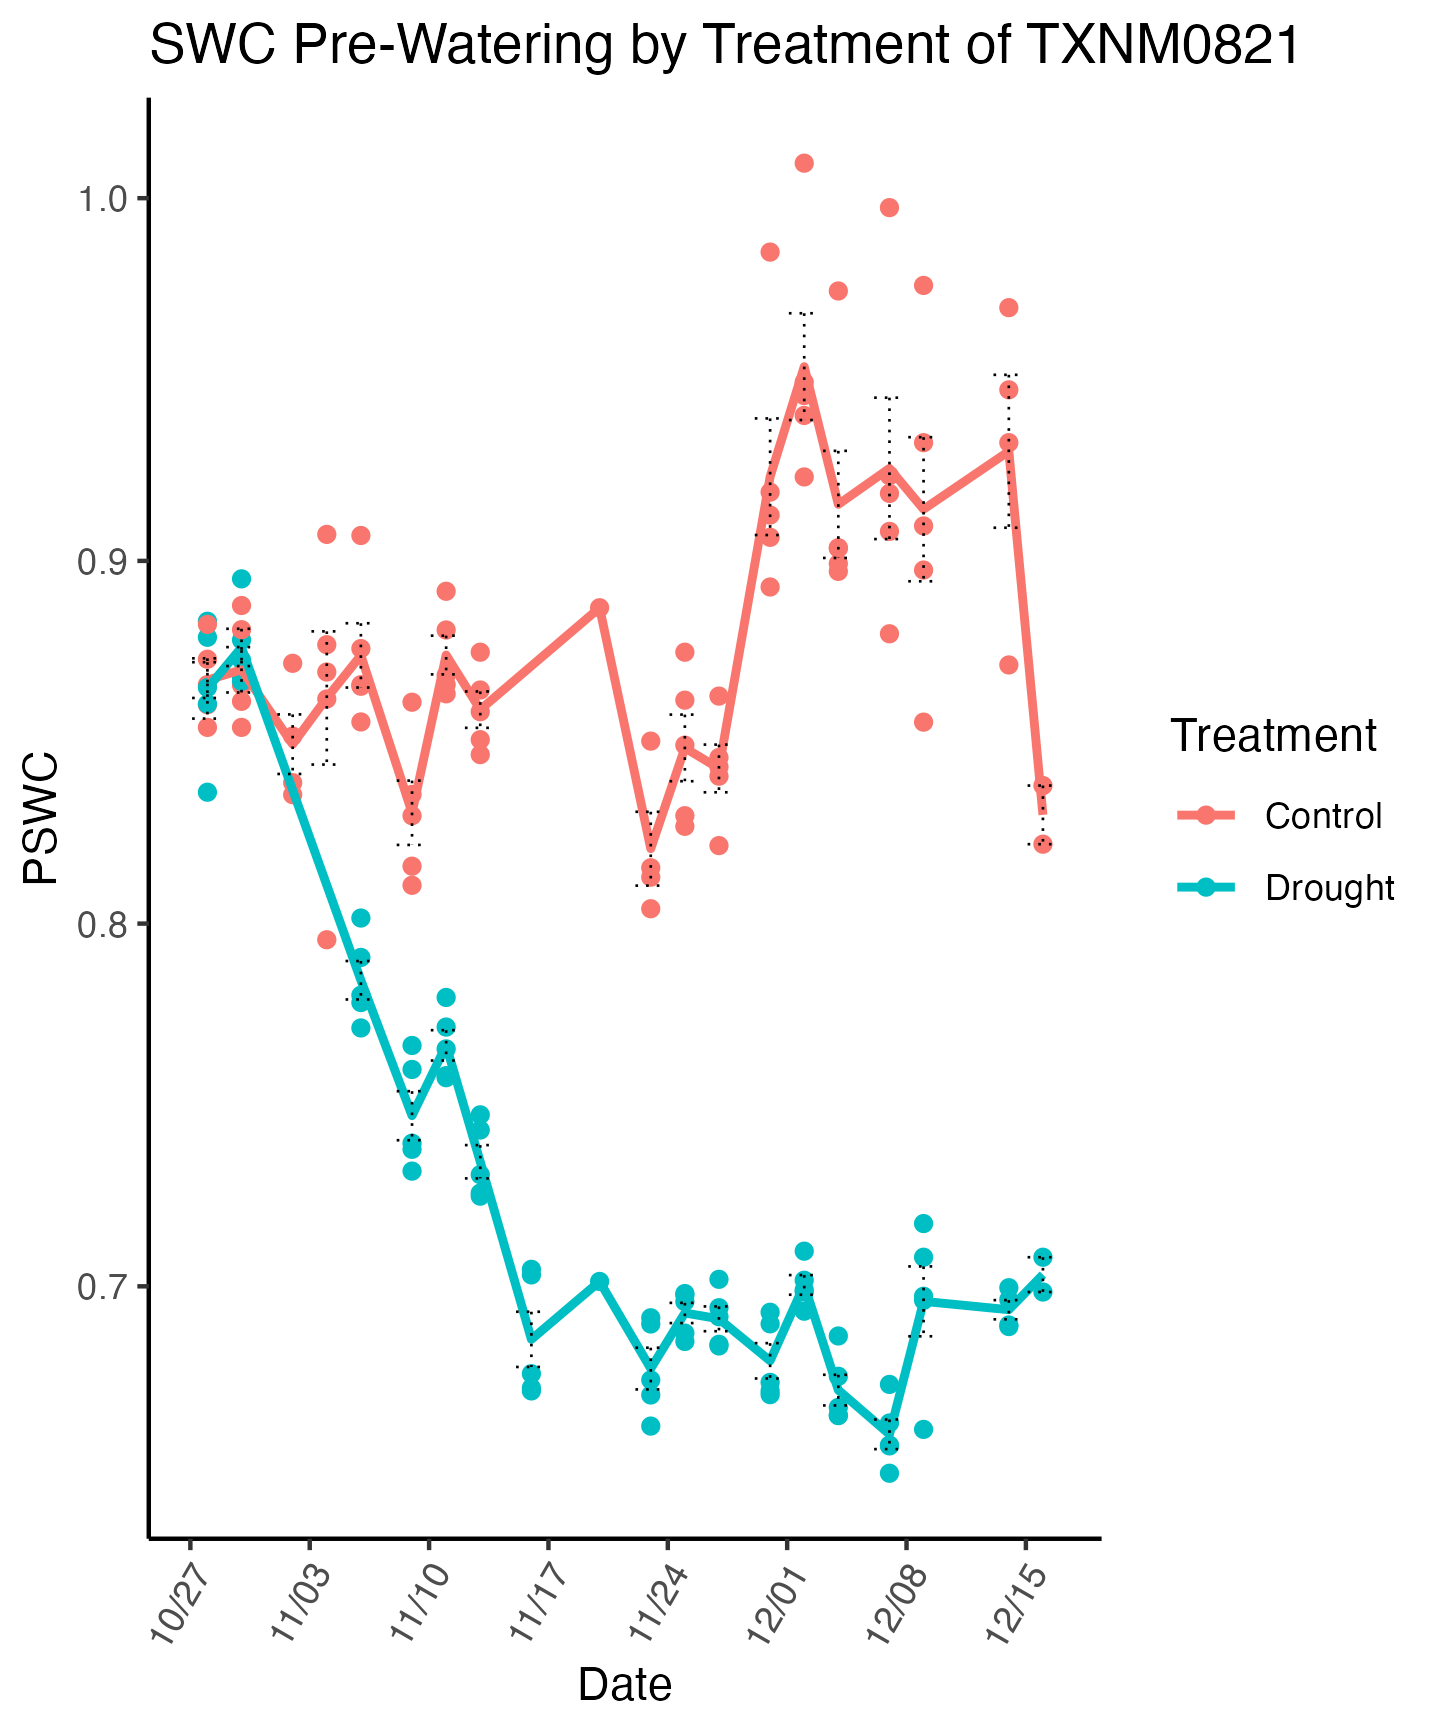 SWC Pre-Watering by Treatment of TXNM0821
1.0
0.9
0.8
0.7
PSWC
10/27
11/03
11/10
11/17
11/24
12/01
12/08
12/15
Date
Treatment
Control
Drought